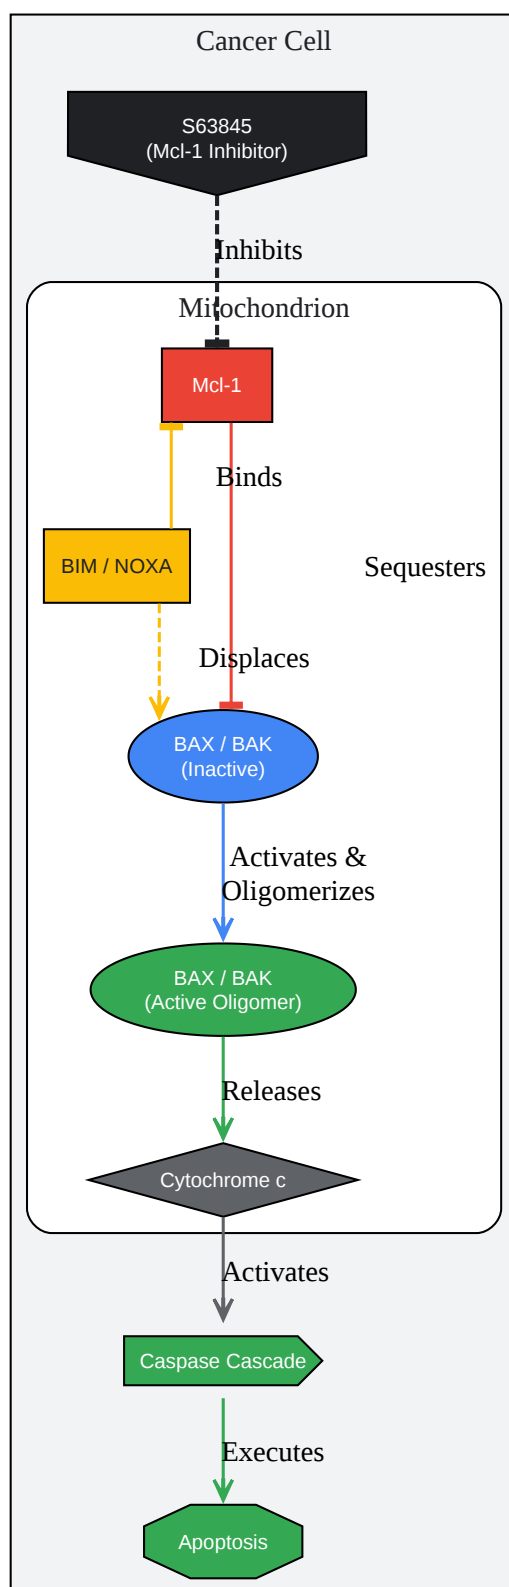 Cancer Cell
S63845
(Mcl-1 Inhibitor)
Inhibits
Mitochondrion
Mcl-1
Binds
BIM / NOXA
Sequesters
Displaces
BAX / BAK
(Inactive)
Activates &
Oligomerizes
BAX / BAK
(Active Oligomer)
Releases
Cytochrome c
Activates
Caspase Cascade
Executes
Apoptosis